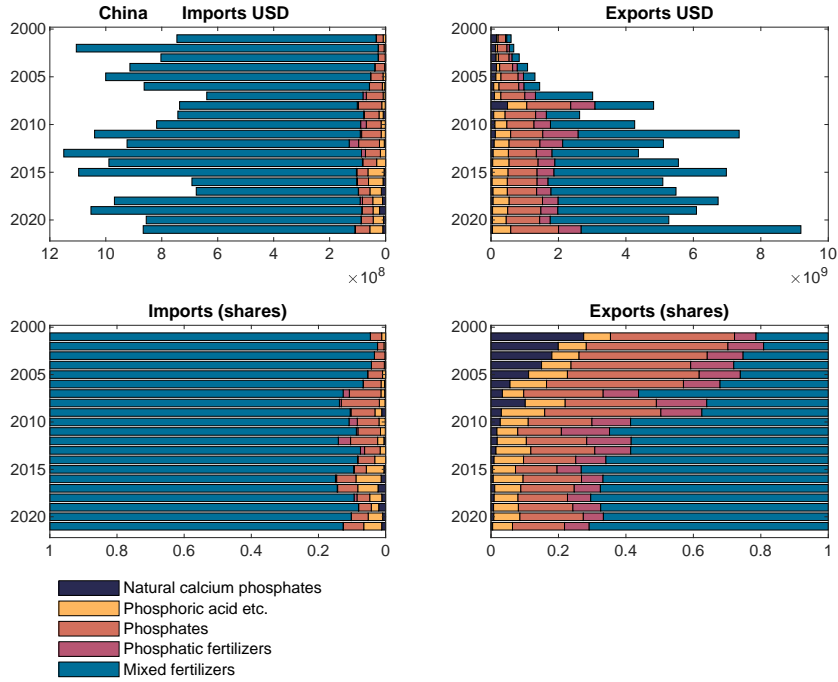 China Imports USD
2000
2005
2010
2015
2020
12 10 8 6 4 2 0
×10^8
Exports USD
2000
2005
2010
2015
2020
0 2 4 6 8 10
×10^9
Imports (shares)
2000
2005
2010
2015
2020
1 0.8 0.6 0.4 0.2 0
Exports (shares)
2000
2005
2010
2015
2020
0 0.2 0.4 0.6 0.8 1
Natural calcium phosphates
Phosphoric acid etc.
Phosphates
Phosphatic fertilizers
Mixed fertilizers